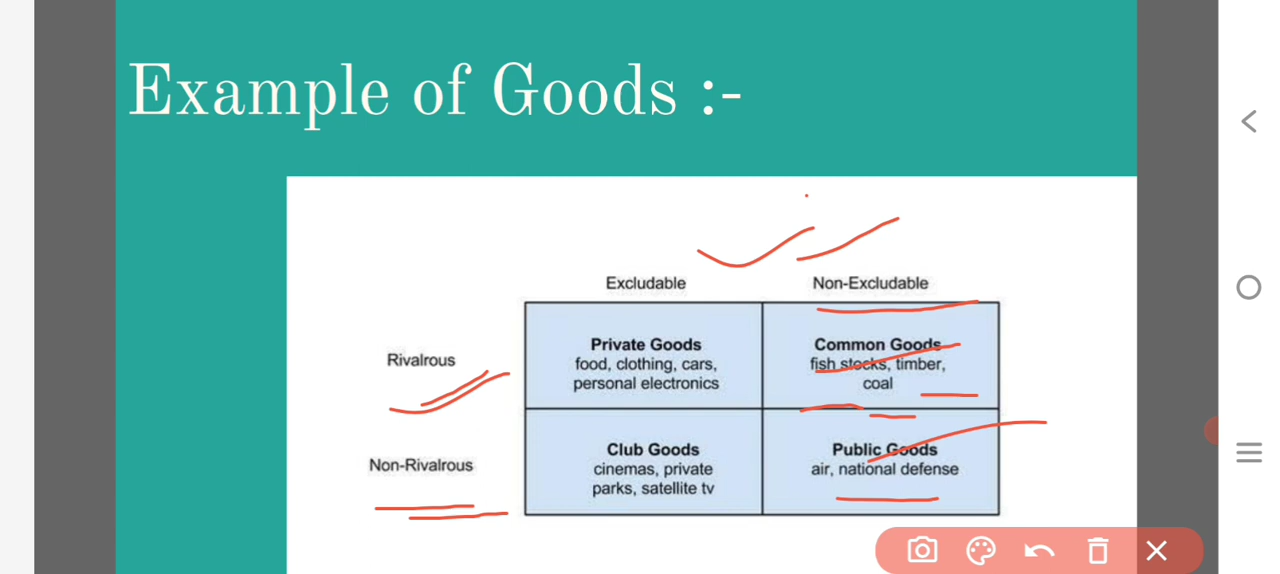 Example of Goods :-
Excludable Non-Excludable
Rivalrous
Private Goods
food, clothing, cars,
personal electronics
Common Goods
fish stocks, timber,
coal
Non-Rivalrous
Club Goods
cinemas, private
parks, satellite tv
Public Goods
air, national defense